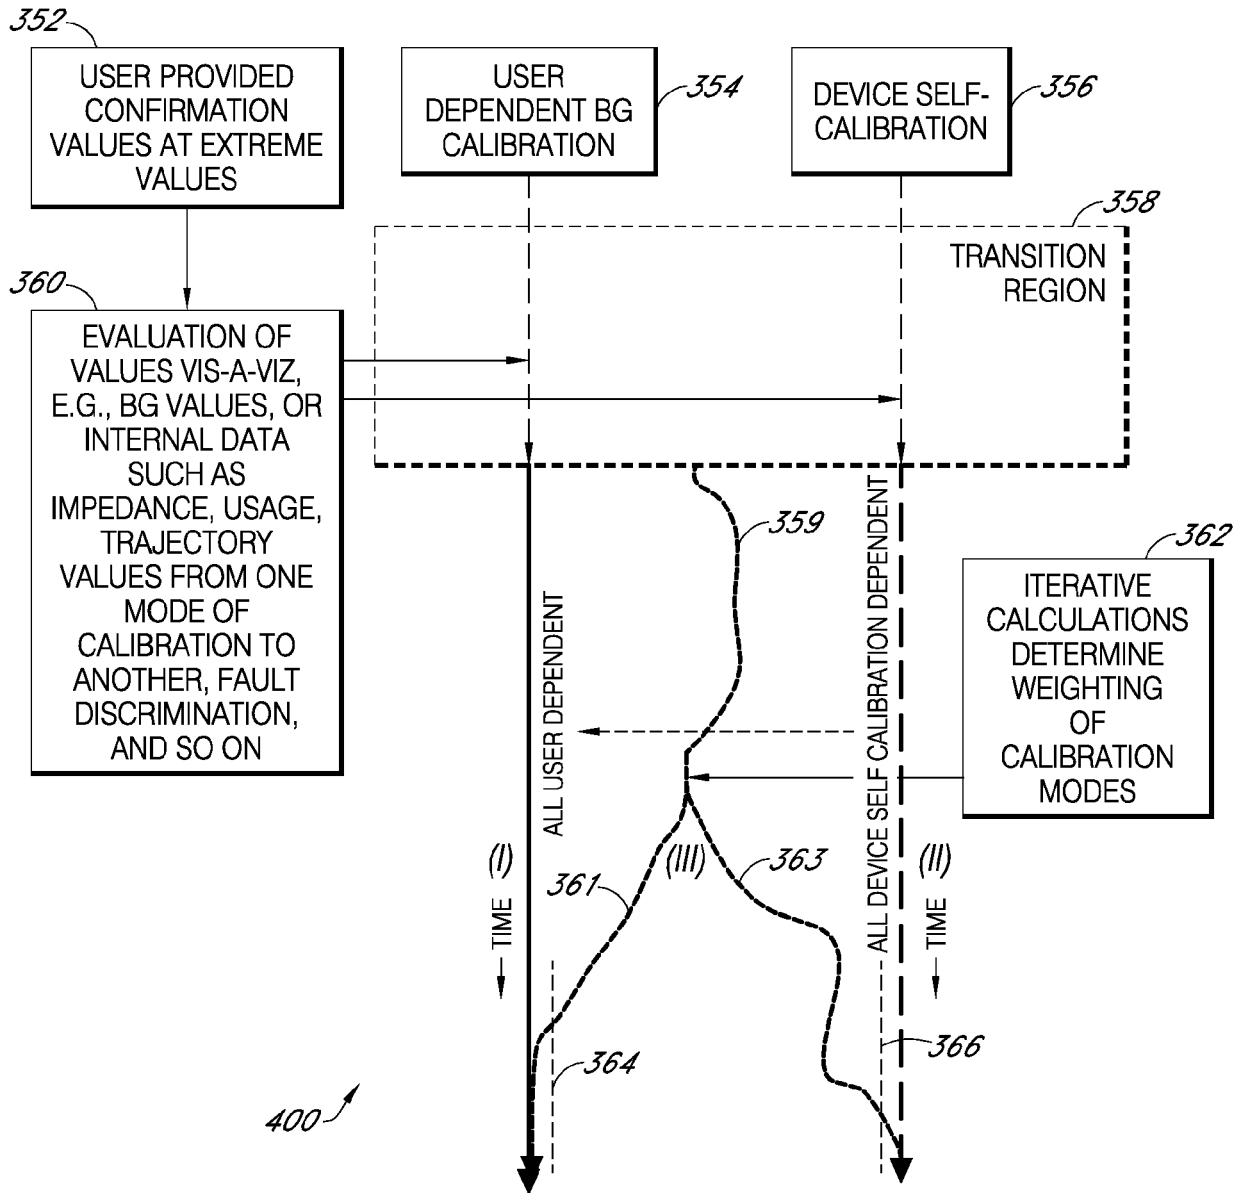 352
USER PROVIDED
CONFIRMATION
VALUES AT EXTREME
VALUES
USER
DEPENDENT BG
CALIBRATION
354
DEVICE SELF-
CALIBRATION
356
358
TRANSITION
REGION
360
EVALUATION OF
VALUES VIS-A-VIZ,
E.G., BG VALUES, OR
INTERNAL DATA
SUCH AS
IMPEDANCE, USAGE,
TRAJECTORY
VALUES FROM ONE
MODE OF
CALIBRATION TO
ANOTHER, FAULT
DISCRIMINATION,
AND SO ON
359
ALL USER DEPENDENT
ALL DEVICE SELF CALIBRATION DEPENDENT
362
ITERATIVE
CALCULATIONS
DETERMINE
WEIGHTING
OF
CALIBRATION
MODES
(I)
TIME
361
(III)
363
(II)
TIME
364
366
400